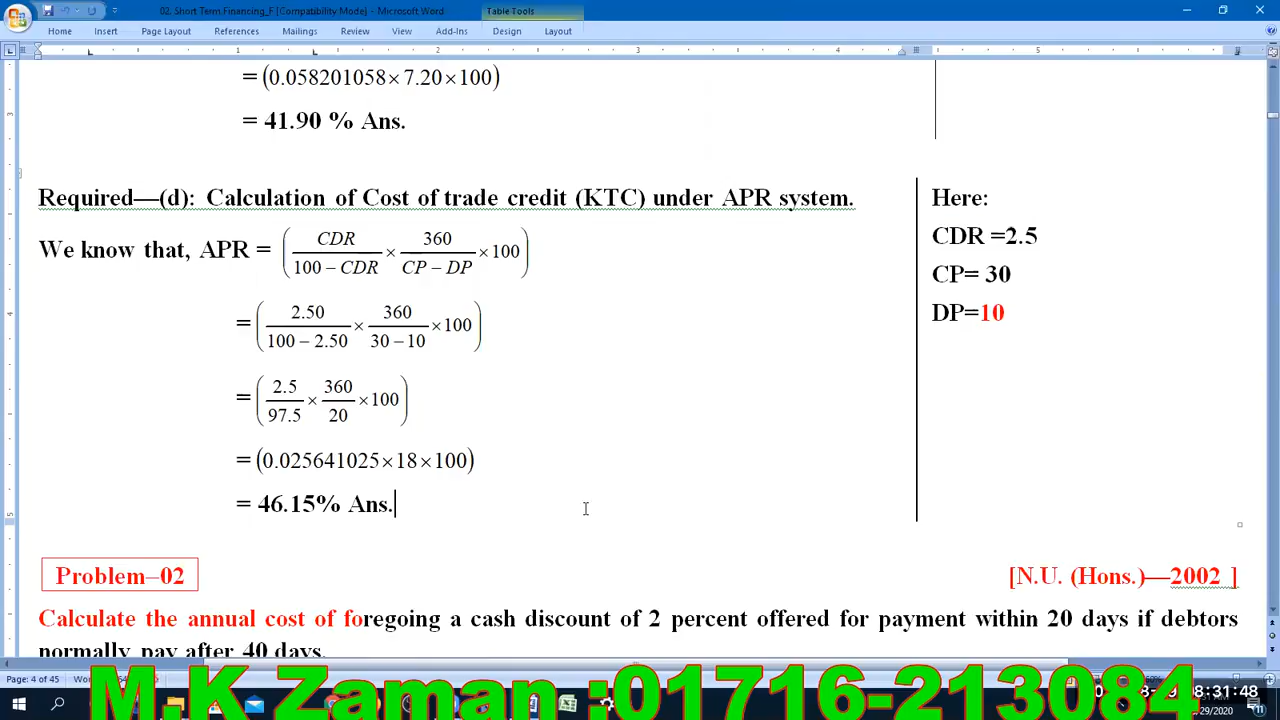 02. Short Term.Financing_F [Compatibility Mode] - Microsoft Word
Table Tools
Home Insert Page Layout References Mailings Review View Add-Ins Design Layout
= (0.058201058 × 7.20 × 100)
= 41.90 % Ans.
Required—(d): Calculation of Cost of trade credit (KTC) under APR system.
We know that, APR = ( CDR / 100 − CDR × 360 / CP − DP × 100 )
= ( 2.50 / 100 − 2.50 × 360 / 30 − 10 × 100 )
= ( 2.5 / 97.5 × 360 / 20 × 100 )
= (0.025641025 × 18 × 100)
= 46.15% Ans.
Here:
CDR =2.5
CP= 30
DP=10
Problem–02
[N.U. (Hons.)—2002 ]
Calculate the annual cost of foregoing a cash discount of 2 percent offered for payment within 20 days if debtors
normally pay after 40 days.
Page: 4 of 45
M.K Zaman :01716-213084